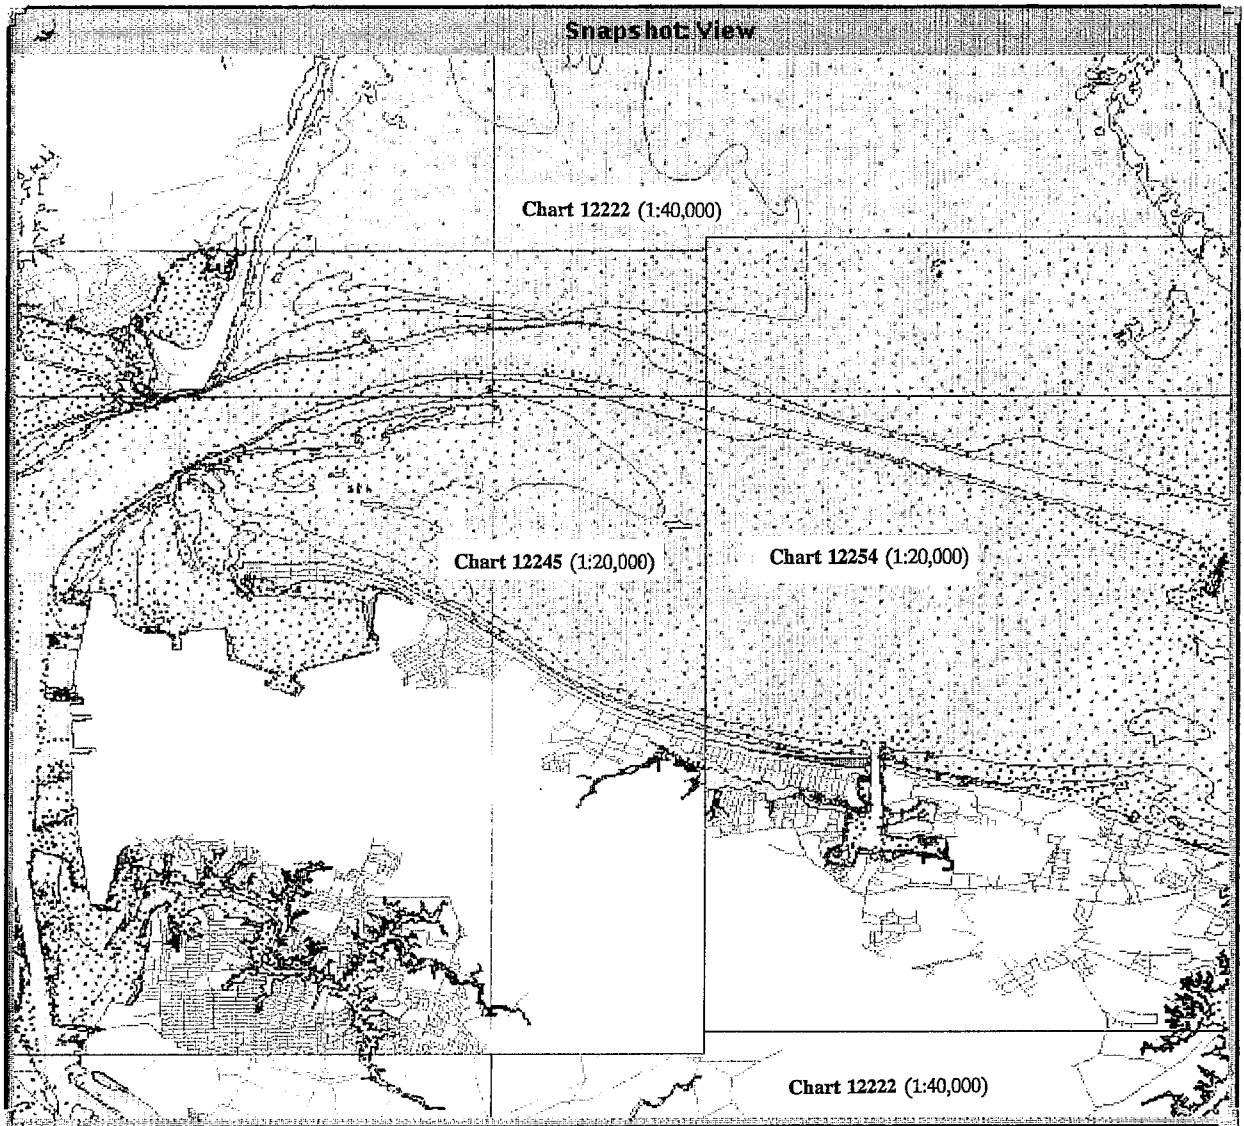 Snapshot: View
Chart 12222 (1:40,000)
Chart 12245 (1:20,000)
Chart 12254 (1:20,000)
Chart 12222 (1:40,000)